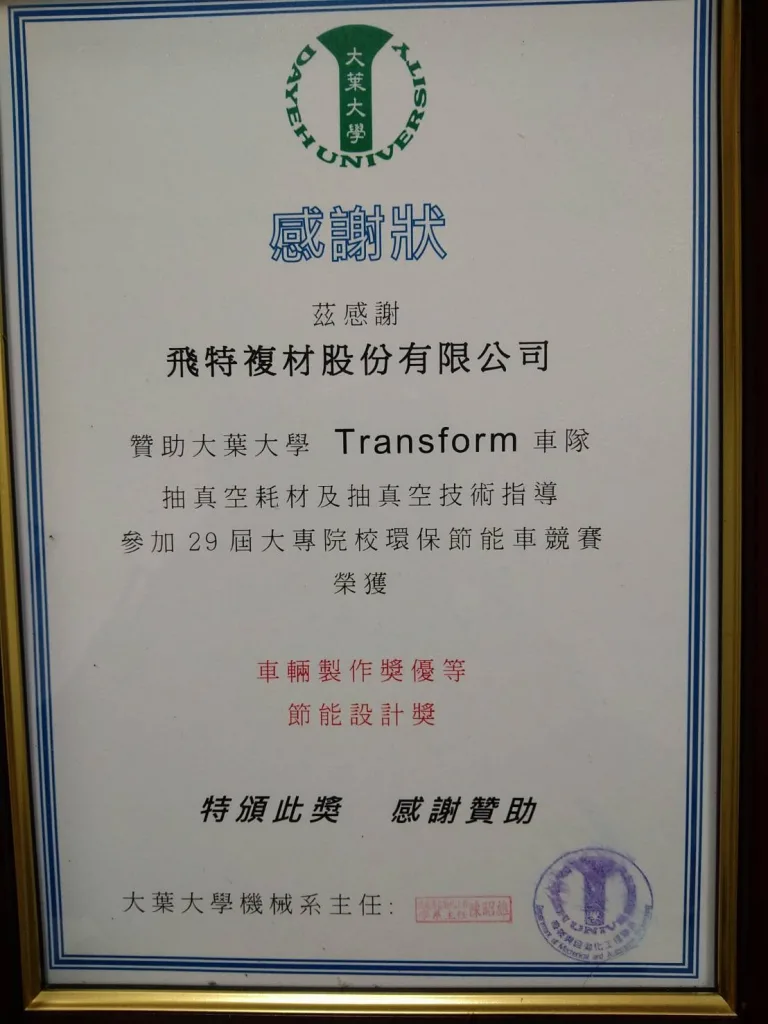 大葉大學
DAYEH UNIVERSITY
感謝狀
茲感謝
飛特複材股份有限公司
贊助大葉大學 Transform 車隊
抽真空耗材及抽真空技術指導
參加 29 屆大專院校環保節能車競賽
榮獲
車輛製作獎優等
節能設計獎
特頒此獎 感謝贊助
大葉大學機械系主任: